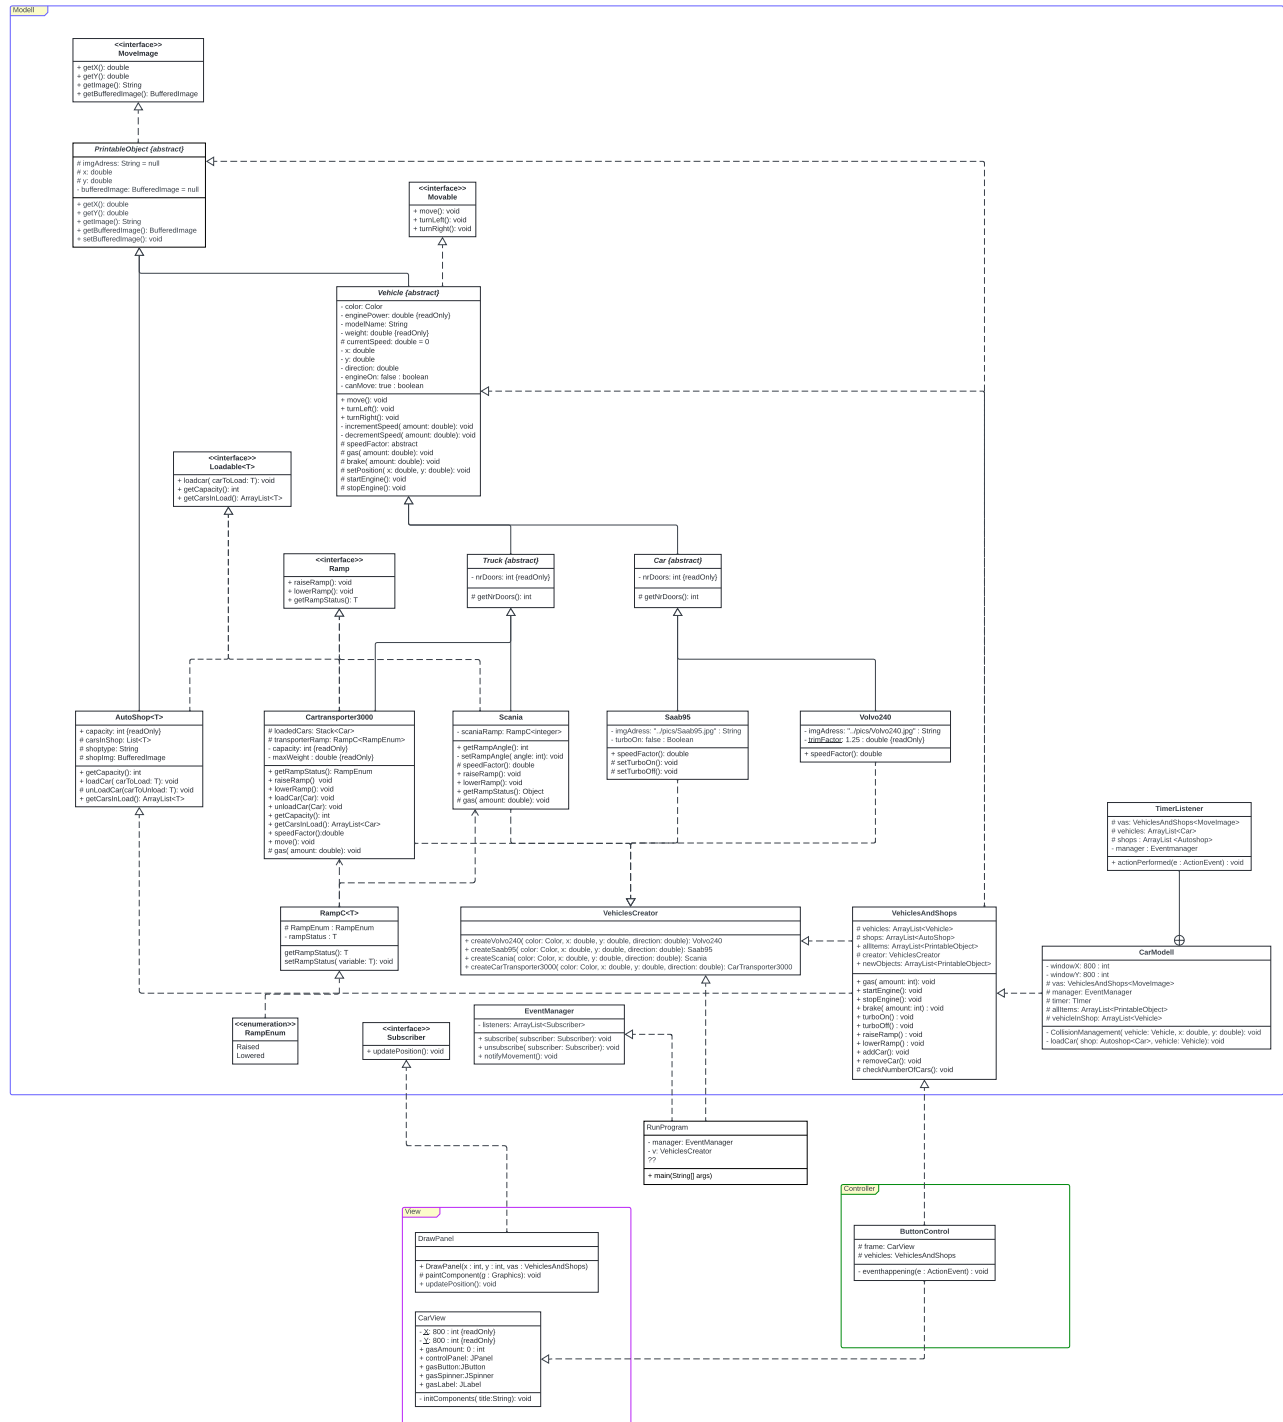 Modell
<<interface>>
MoveImage
+ getX(): double
+ getY(): double
+ getImage(): String
+ getBufferedImage(): BufferedImage
PrintableObject {abstract}
# imgAdress: String = null
# x: double
# y: double
- bufferedImage: BufferedImage = null
+ getX(): double
+ getY(): double
+ getImage(): String
+ getBufferedImage(): BufferedImage
+ setBufferedImage(): void
<<interface>>
Movable
+ move(): void
+ turnLeft(): void
+ turnRight(): void
Vehicle {abstract}
- color: Color
- enginePower: double {readOnly}
- modelName: String
- weight: double {readOnly}
# currentSpeed: double = 0
- x: double
- y: double
- direction: double
- engineOn: false : boolean
- canMove: true : boolean
+ move(): void
+ turnLeft(): void
+ turnRight(): void
- incrementSpeed( amount: double): void
- decrementSpeed( amount: double): void
# speedFactor: abstract
# gas( amount: double): void
# brake( amount: double): void
# setPosition( x: double, y: double): void
# startEngine(): void
# stopEngine(): void
<<interface>>
Loadable<T>
+ loadcar( carToLoad: T): void
+ getCapacity(): int
+ getCarsInLoad(): ArrayList<T>
<<interface>>
Ramp
+ raiseRamp(): void
+ lowerRamp(): void
+ getRampStatus(): T
Truck {abstract}
- nrDoors: int {readOnly}
# getNrDoors(): int
Car {abstract}
- nrDoors: int {readOnly}
# getNrDoors(): int
AutoShop<T>
+ capacity: int {readOnly}
# carsInShop: List<T>
# shoptype: String
# shopImg: BufferedImage
+ getCapacity(): int
+ loadCar( carToLoad: T): void
# unLoadCar(carToUnload: T): void
+ getCarsInLoad(): ArrayList<T>
Cartransporter3000
# loadedCars: Stack<Car>
# transporterRamp: RampC<RampEnum>
- capacity: int {readOnly}
- maxWeight : double {readOnly}
+ getRampStatus(): RampEnum
+ raiseRamp() void
+ lowerRamp(): void
+ loadCar(Car): void
+ unloadCar(Car): void
+ getCapacity(): int
+ getCarsInLoad(): ArrayList<Car>
+ speedFactor():double
+ move(): void
# gas( amount: double): void
Scania
- scaniaRamp: RampC<integer>
+ getRampAngle(): int
- setRampAngle( angle: int): void
# speedFactor(): double
+ raiseRamp(): void
+ lowerRamp(): void
+ getRampStatus(): Object
# gas( amount: double): void
Saab95
- imgAdress: "../pics/Saab95.jpg" : String
- turboOn: false : Boolean
+ speedFactor(): double
# setTurboOn(): void
# setTurboOff(): void
Volvo240
- imgAdress: "../pics/Volvo240.jpg" : String
- trimFactor: 1.25 : double {readOnly}
+ speedFactor(): double
TimerListener
# vas: VehiclesAndShops<MoveImage>
# vehicles: ArrayList<Car>
# shops : ArrayList <Autoshop>
- manager : Eventmanager
+ actionPerformed(e : ActionEvent) : void
RampC<T>
# RampEnum : RampEnum
- rampStatus : T
getRampStatus(): T
setRampStatus( variable: T): void
VehiclesCreator
+ createVolvo240( color: Color, x: double, y: double, direction: double): Volvo240
+ createSaab95( color: Color, x: double, y: double, direction: double): Saab95
+ createScania( color: Color, x: double, y: double, direction: double): Scania
+ createCarTransporter3000( color: Color, x: double, y: double, direction: double): CarTransporter3000
VehiclesAndShops
# vehicles: ArrayList<Vehicle>
# shops: ArrayList<AutoShop>
+ allItems: ArrayList<PrintableObject>
# creator: VehiclesCreator
+ newObjects: ArrayList<PrintableObject>
+ gas( amount: int): void
+ startEngine(): void
+ stopEngine(): void
+ brake( amount: int) : void
+ turboOn() : void
+ turboOff() : void
+ raiseRamp() : void
+ lowerRamp() : void
+ addCar(): void
+ removeCar(): void
# checkNumberOfCars(): void
CarModell
- windowX: 800 : int
- windowY: 800 : int
# vas: VehiclesAndShops<MoveImage>
# manager: EventManager
# timer: TImer
# allItems: ArrayList<PrintableObject>
# vehicleInShop: ArrayList<Vehicle>
- CollisionManagement( vehicle: Vehicle, x: double, y: double): void
- loadCar( shop: Autoshop<Car>, vehicle: Vehicle): void
<<enumeration>>
RampEnum
Raised
Lowered
<<interface>>
Subscriber
+ updatePosition(): void
EventManager
- listeners: ArrayList<Subscriber>
+ subscribe( subscriber: Subscriber): void
+ unsubscribe( subscriber: Subscriber): void
+ notifyMovement(): void
RunProgram
- manager: EventManager
- v: VehiclesCreator
??
+ main(String[] args)
Controller
ButtonControl
# frame: CarView
# vehicles: VehiclesAndShops
- eventhappening(e : ActionEvent) : void
View
DrawPanel
+ DrawPanel(x : int, y : int, vas : VehiclesAndShops)
# paintComponent(g : Graphics): void
+ updatePosition(): void
CarView
- X: 800 : int {readOnly}
- Y: 800 : int {readOnly}
+ gasAmount: 0 : int
+ controlPanel: JPanel
+ gasButton:JButton
+ gasSpinner:JSpinner
+ gasLabel: JLabel
- initComponents( title:String): void